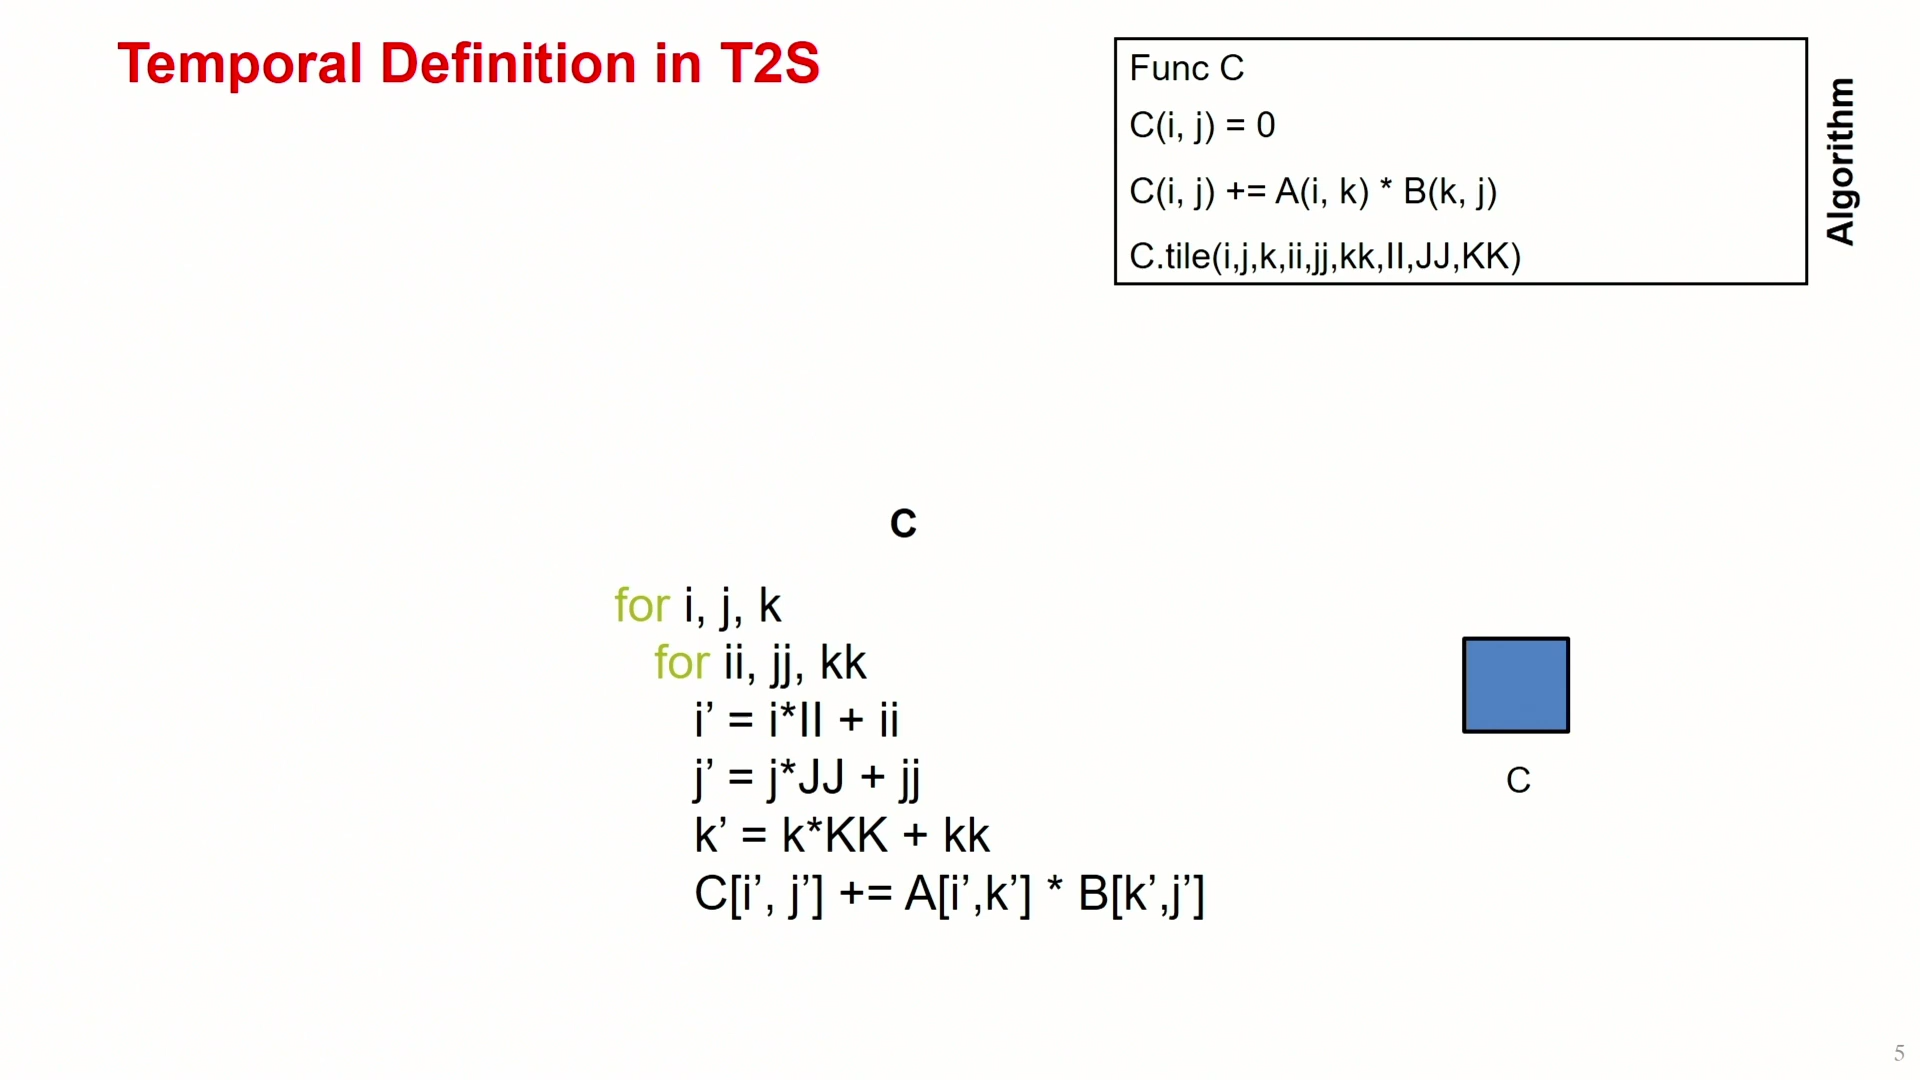 Temporal Definition in T2S
Func C
C(i, j) = 0
C(i, j) += A(i, k) * B(k, j)
C.tile(i,j,k,ii,jj,kk,II,JJ,KK)
Algorithm
C
for i, j, k
for ii, jj, kk
i’ = i*II + ii
j’ = j*JJ + jj
k’ = k*KK + kk
C[i’, j’] += A[i’,k’] * B[k’,j’]
C
5